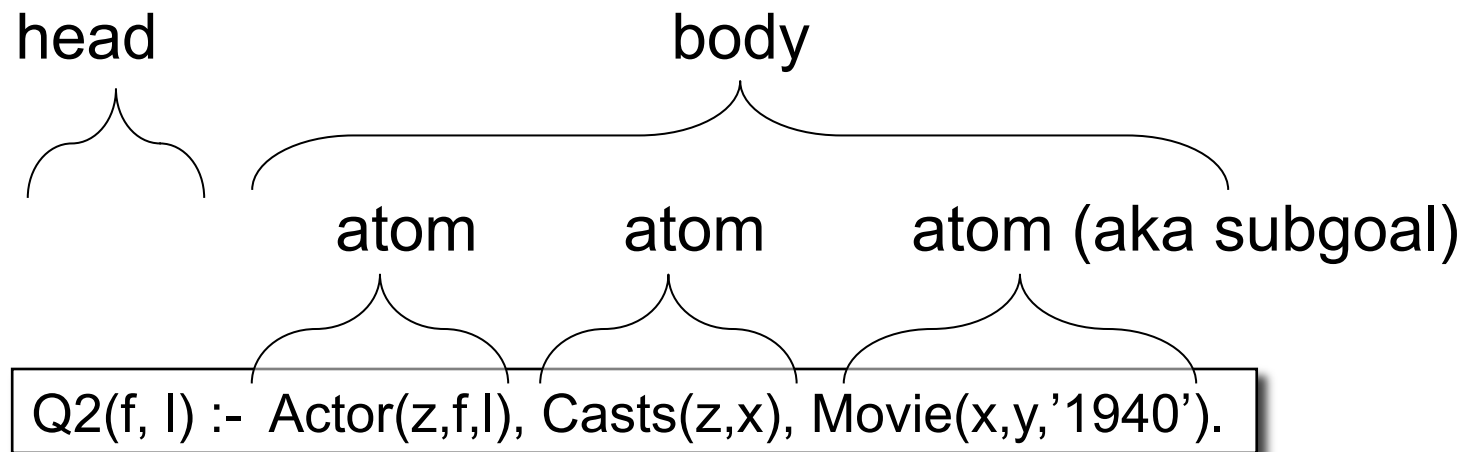 head body
atom atom atom (aka subgoal)
Q2(f, l) :- Actor(z,f,l), Casts(z,x), Movie(x,y,’1940’).